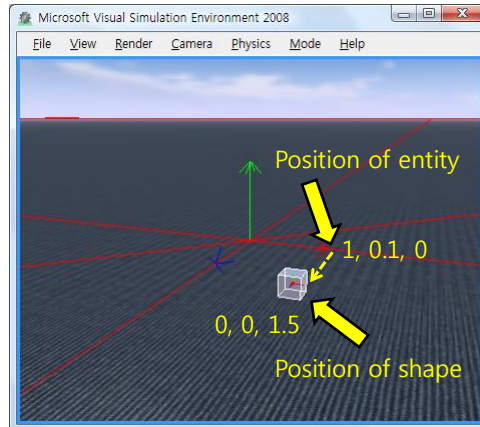 Microsoft Visual Simulation Environment 2008
File View Render Camera Physics Mode Help
Position of entity
1, 0.1, 0
0, 0, 1.5
Position of shape